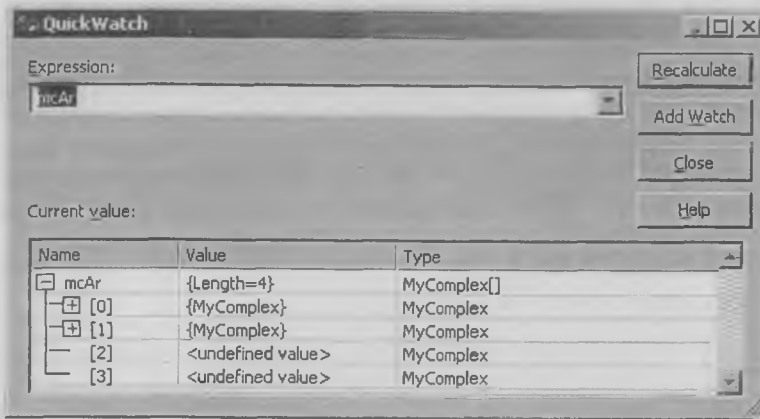 QuickWatch
Expression:
Recalculate
mcAr
Add Watch
Close
Current value:
Help
Name Value Type
mcAr {Length=4} MyComplex[]
[0] {MyComplex} MyComplex
[1] {MyComplex} MyComplex
[2] <undefined value> MyComplex
[3] <undefined value> MyComplex